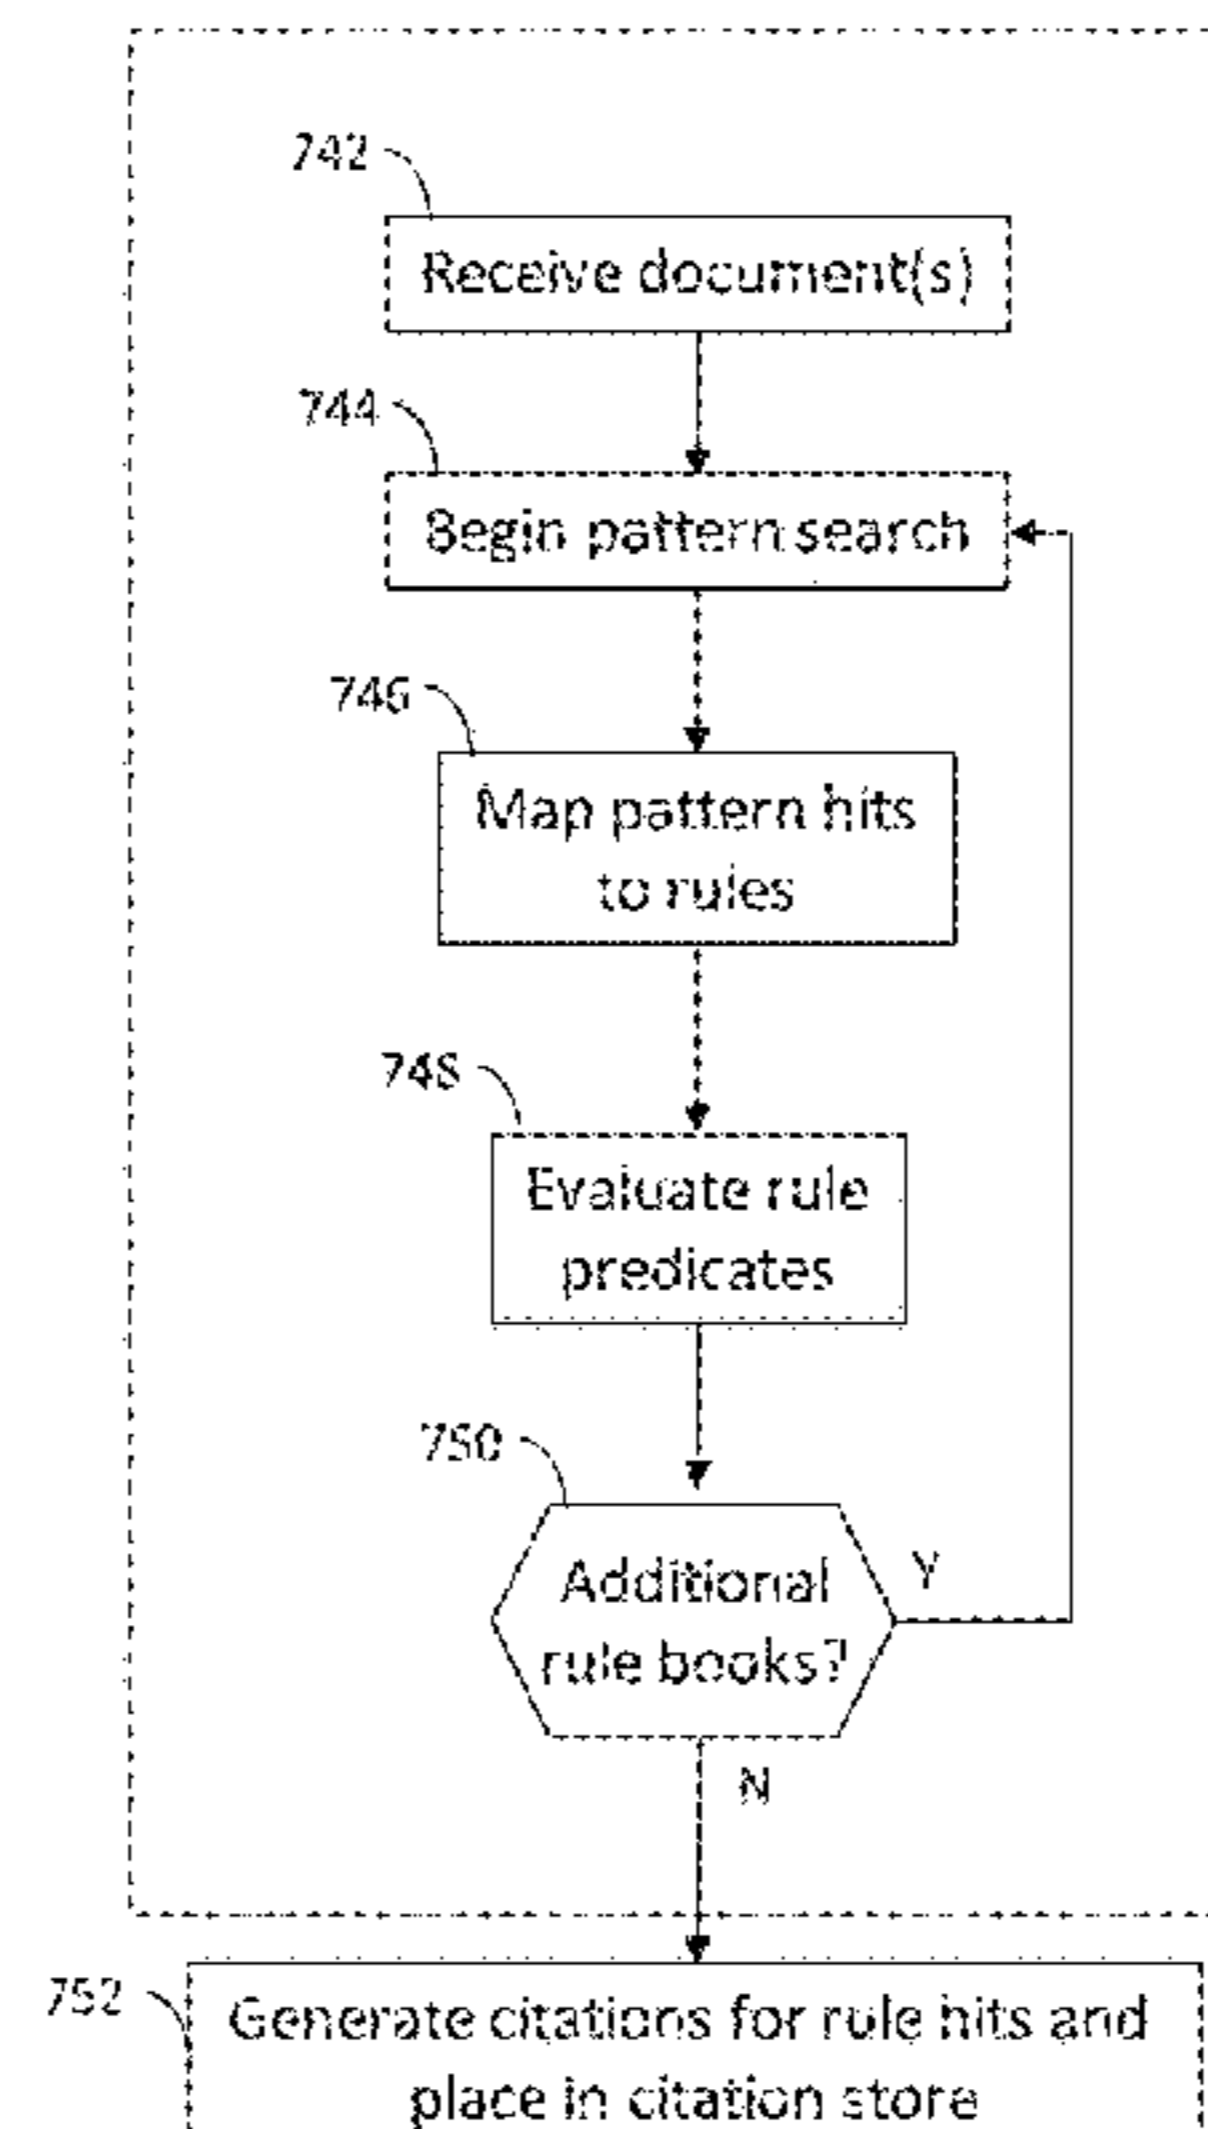 742
Receive document(s)
744
Begin pattern search
746
Map pattern hits
to rules
748
Evaluate rule
predicates
750
Additional
rule books?
Y
N
752
Generate citations for rule hits and
place in citation store